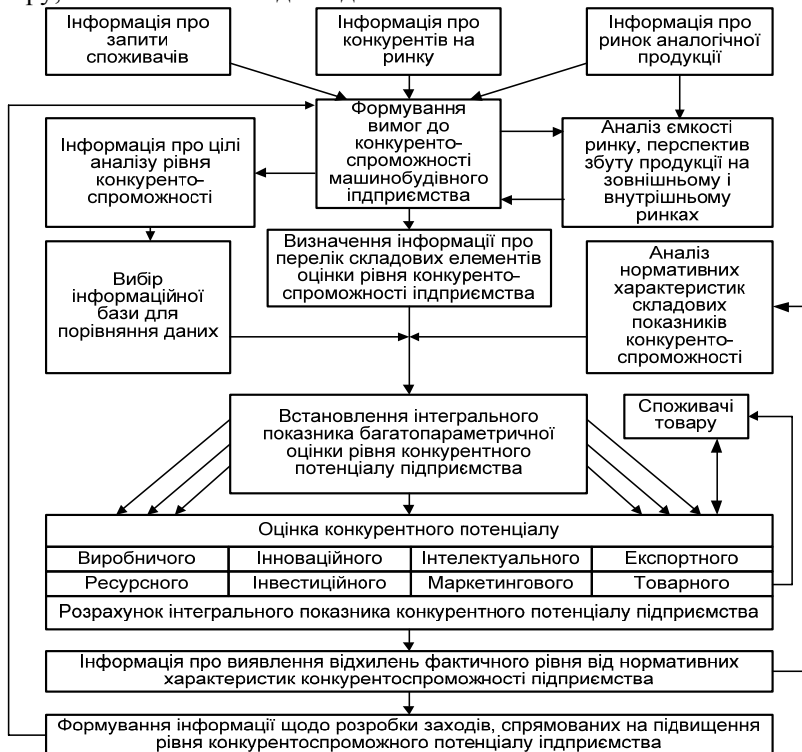 Інформація про
запити
споживачів
Інформація про
конкурентів на
ринку
Інформація про
ринок аналогічної
продукції
Інформація про цілі
аналізу рівня
конкуренто-
спроможності
Формування
вимог до
конкуренто-
спроможності
машинобудівного
ідприємства
Аналіз ємкості
ринку, перспектив
збуту продукції на
зовнішньому і
внутрішньому
ринках
Вибір
інформаційної
бази для
порівняння даних
Визначення інформації про
перелік складових елементів
оцінки рівня конкуренто-
спроможності ідприємства
Аналіз
нормативних
характеристик
складових
показників
конкуренто-
спроможності
Встановлення інтегрального
показника багатопараметричної
оцінки рівня конкурентного
потенціалу підприємства
Споживачі
товару
Оцінка конкурентного потенціалу
Виробничого Інноваційного Інтелектуального Експортного
Ресурсного Інвестиційного Маркетингового Товарного
Розрахунок інтегрального показника конкурентного потенціалу підприємства
Інформація про виявлення відхилень фактичного рівня від нормативних
характеристик конкурентоспроможності підприємства
Формування інформації щодо розробки заходів, спрямованих на підвищення
рівня конкурентоспроможного потенціалу ідприємства